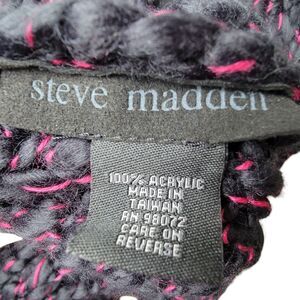 steve madden
100% ACRYLIC
MADE IN
TAIWAN
RN 98072
CARE ON
REVERSE